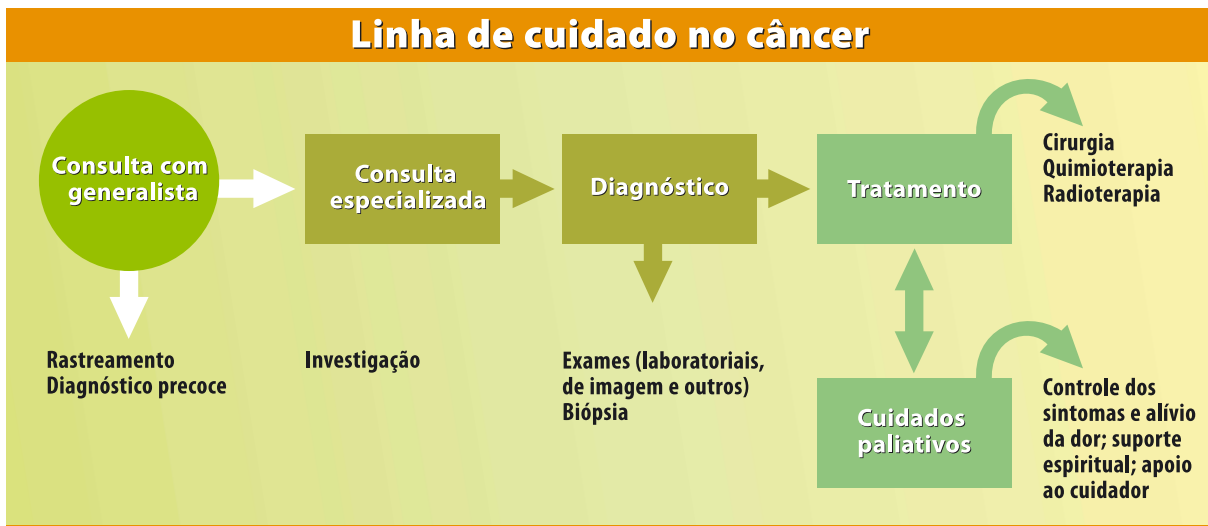 Linha de cuidado no câncer
Consulta com
generalista
Consulta
especializada
Diagnóstico
Tratamento
Cirurgia
Quimioterapia
Radioterapia
Rastreamento
Diagnóstico precoce
Investigação
Exames (laboratoriais,
de imagem e outros)
Biópsia
Cuidados
paliativos
Controle dos
sintomas e alívio
da dor; suporte
espiritual; apoio
ao cuidador